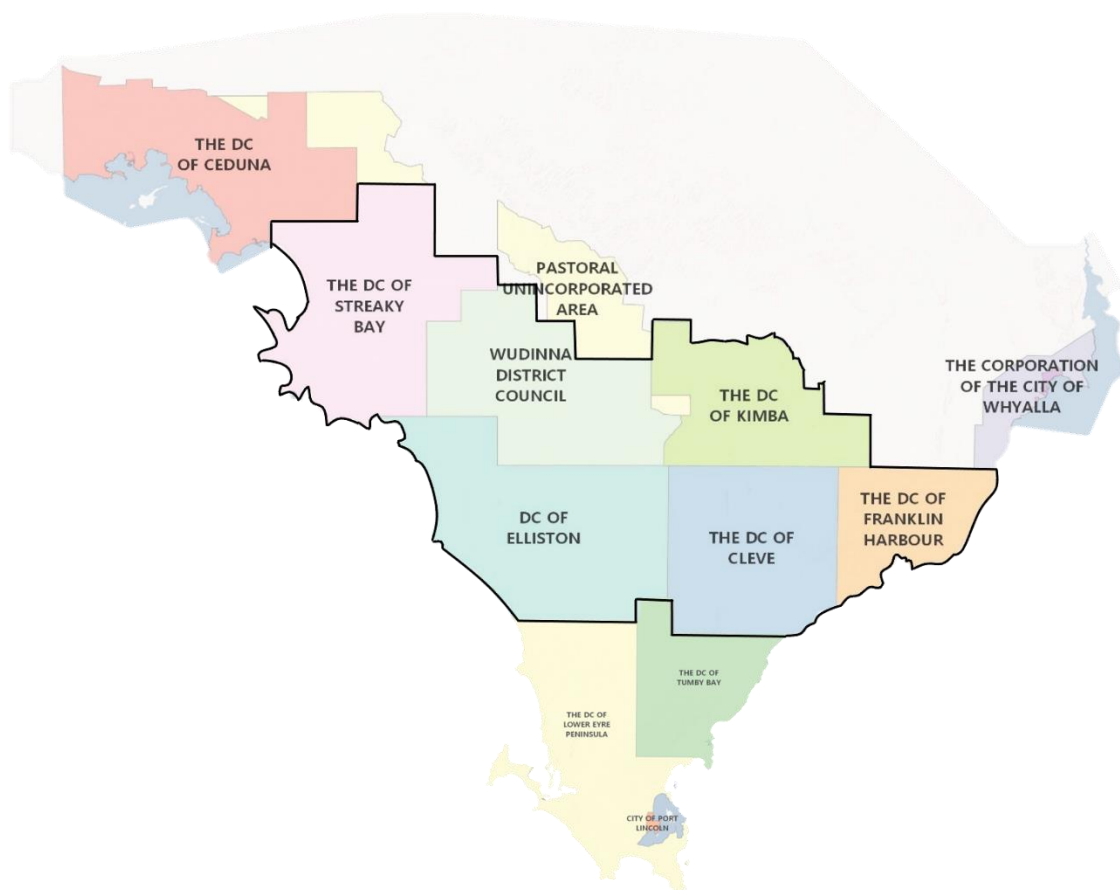 THE DC
OF CEDUNA
THE DC OF
STREAKY
BAY
PASTORAL
UNINCORPORATED
AREA
WUDINNA
DISTRICT
COUNCIL
THE DC
OF KIMBA
THE CORPORATION
OF THE CITY OF
WHYALLA
DC OF
ELLISTON
THE DC OF
CLEVE
THE DC OF
FRANKLIN
HARBOUR
THE DC OF
TUMBY BAY
THE DC OF
LOWER EYRE
PENINSULA
CITY OF PORT
LINCOLN